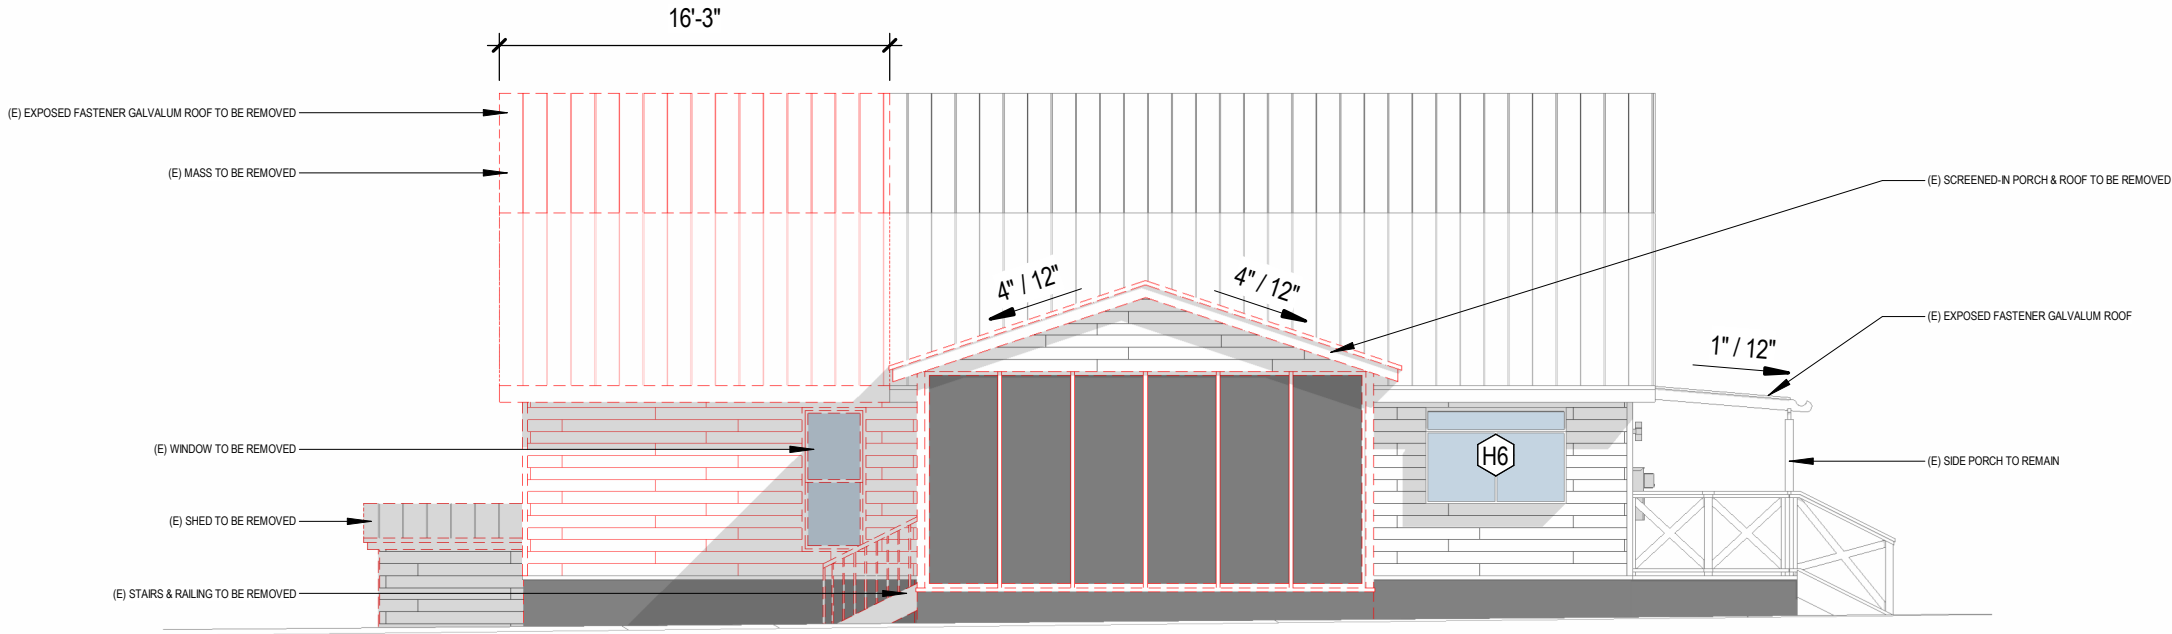 16'-3"
(E) EXPOSED FASTENER GALVALUM ROOF TO BE REMOVED
(E) MASS TO BE REMOVED
(E) SCREENED-IN PORCH & ROOF TO BE REMOVED
4" / 12"
4" / 12"
(E) EXPOSED FASTENER GALVALUM ROOF
1" / 12"
(E) WINDOW TO BE REMOVED
H6
(E) SIDE PORCH TO REMAIN
(E) SHED TO BE REMOVED
(E) STAIRS & RAILING TO BE REMOVED